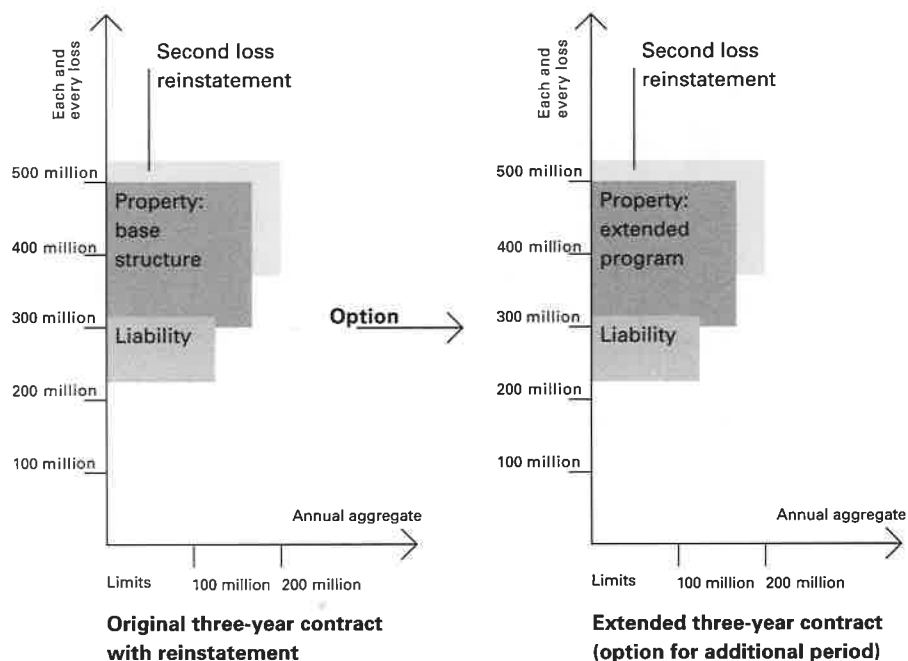 Each and
every loss
Second loss
reinstatement
500 million
400 million
300 million
200 million
100 million
Property:
base
structure
Liability
Annual aggregate
Limits
100 million
200 million
Original three-year contract
with reinstatement
Option
Each and
every loss
Second loss
reinstatement
500 million
400 million
300 million
200 million
100 million
Property:
extended
program
Liability
Annual aggregate
Limits
100 million
200 million
Extended three-year contract
(option for additional period)